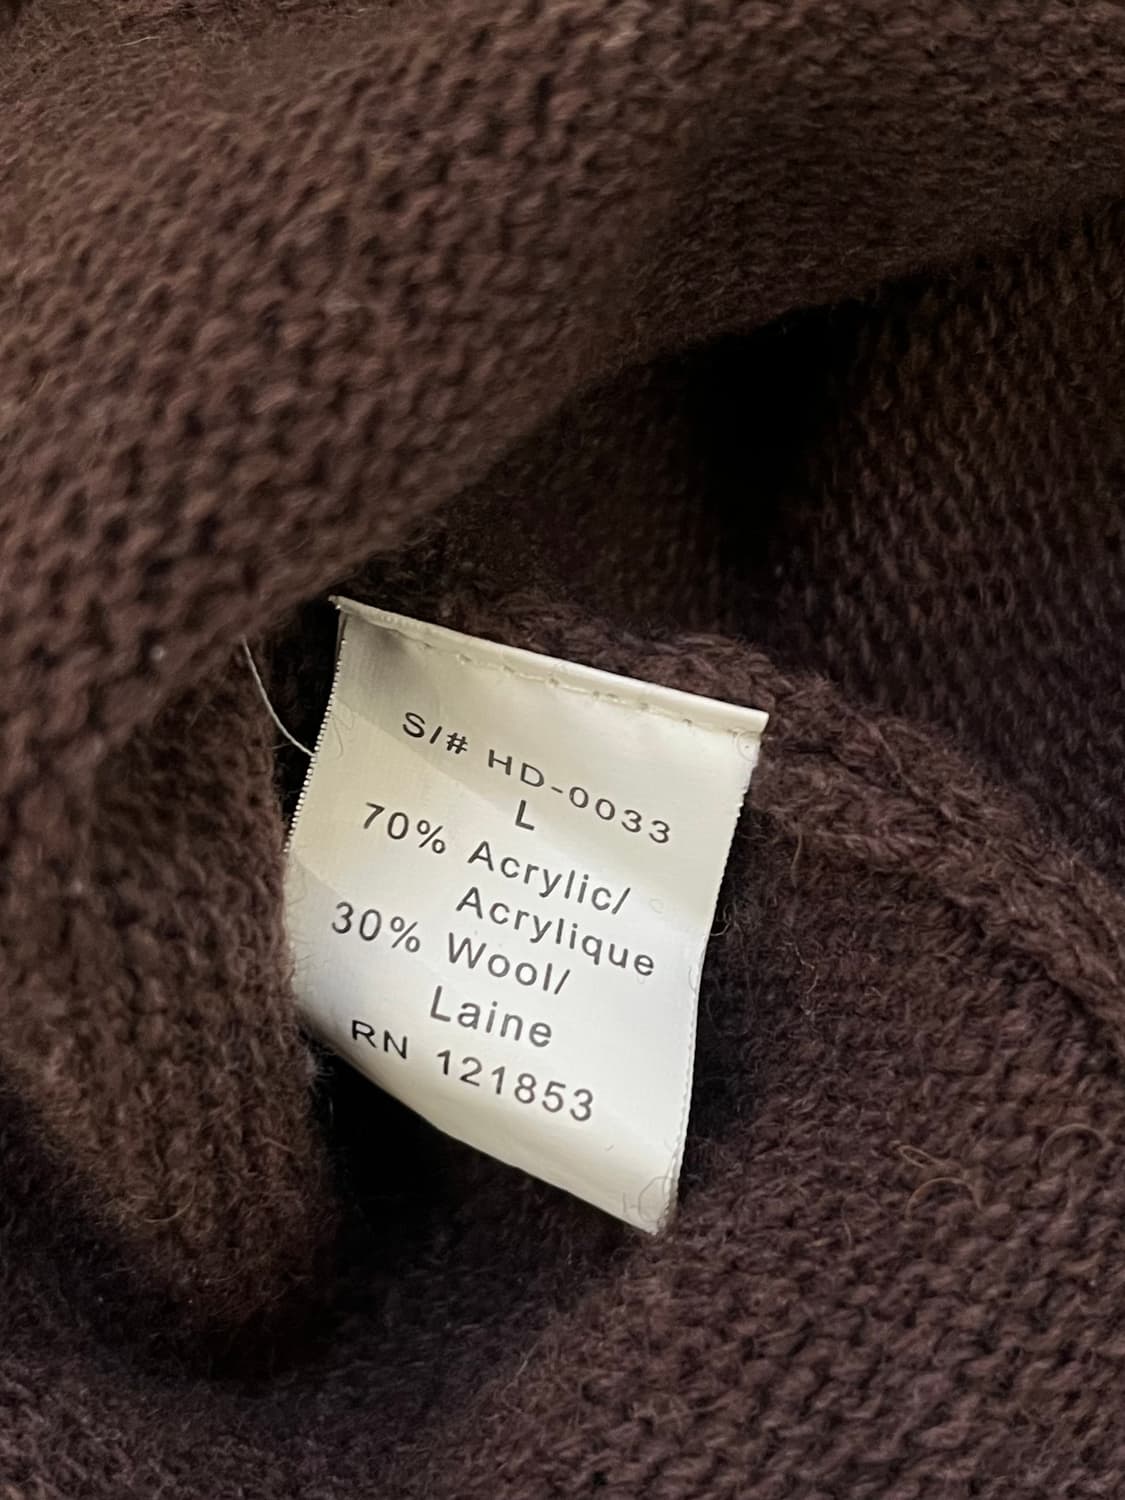 S/# HD-0033
L
70% Acrylic/
Acrylique
30% Wool/
Laine
RN 121853